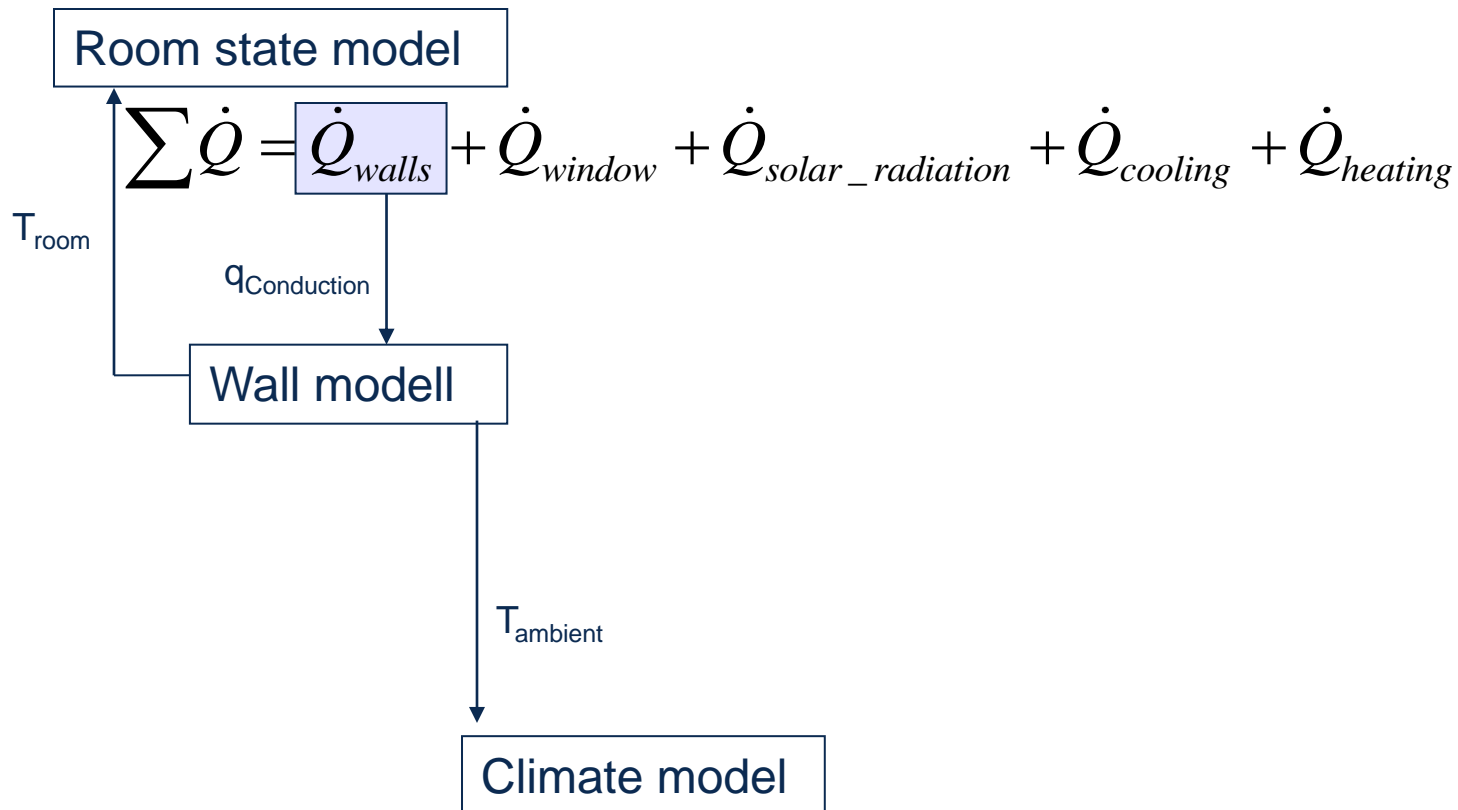 Room state model
∑Q̇ = Q̇walls + Q̇window + Q̇solar_radiation + Q̇cooling + Q̇heating
Troom
qConduction
Wall modell
Tambient
Climate model